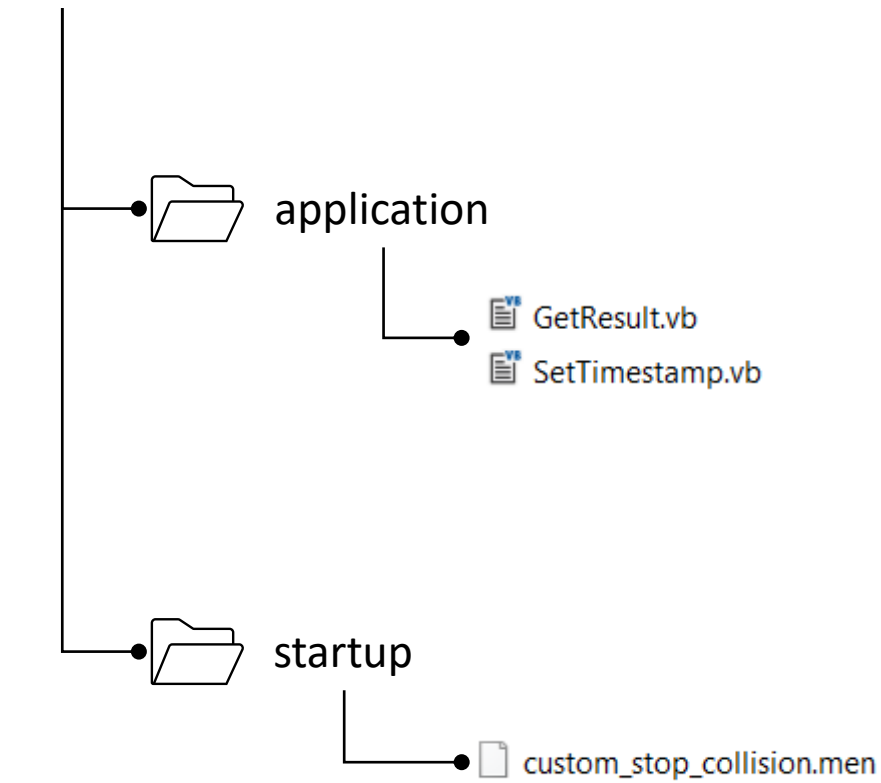 application
GetResult.vb
SetTimestamp.vb
startup
custom_stop_collision.men